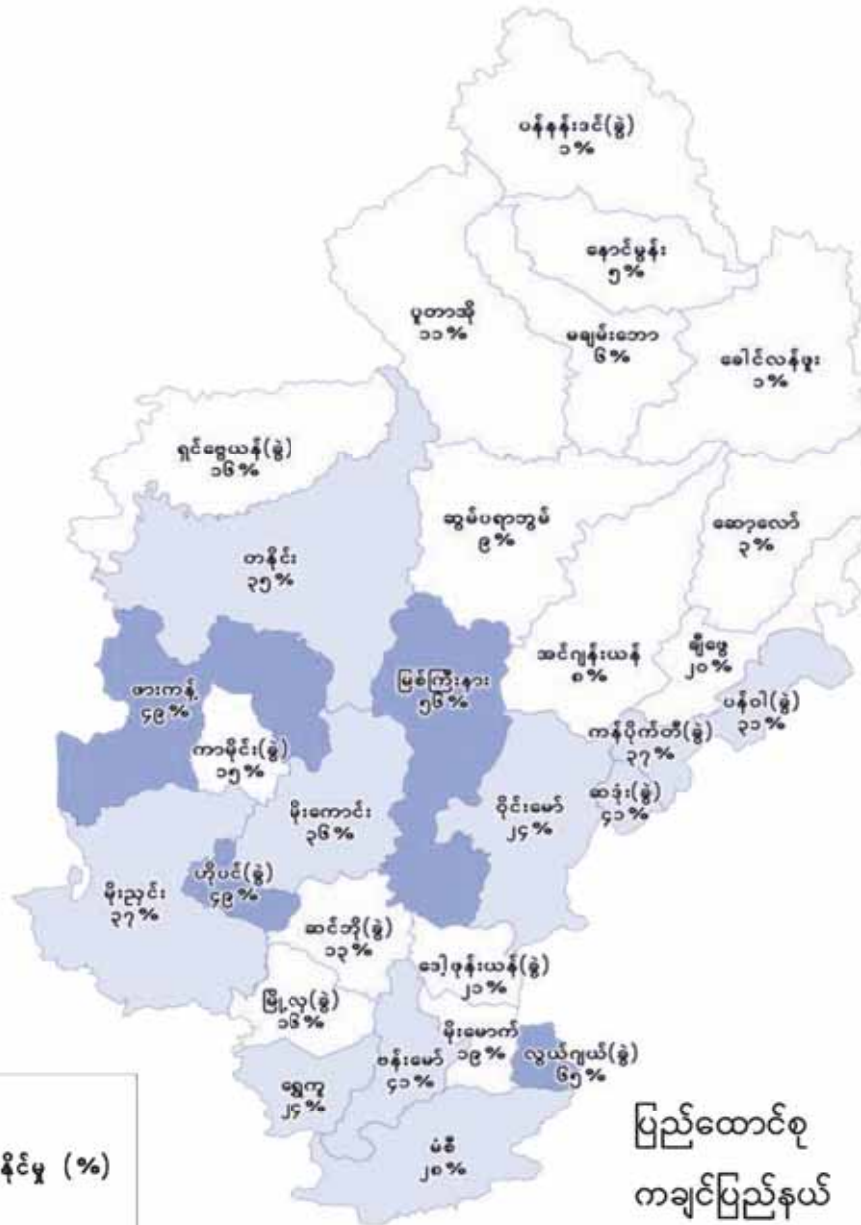 ပန်နန်းဒင်(ခွဲ)
၁%
နောင်မွန်း
၅%
ပူတာအို
၁၁%
မချမ်းဘော
၆%
ခေါင်လန်ဖူး
၁%
ရှင်ဗွေယန်(ခွဲ)
၁၆%
ဆွမ်ပရာဘွမ်
၉%
ဆော့လော်
၃%
တနိုင်း
၃၅%
အင်ဂျန်းယန်
၈%
ချီဖွေ
၂၀%
ဖားကန့်
၄၉%
မြစ်ကြီးနား
၅၆%
ပန်ဝါ(ခွဲ)
၃၁%
ကာမိုင်း(ခွဲ)
၁၅%
ကန်ပိုက်တီ(ခွဲ)
၃၇%
မိုးကောင်း
၃၆%
ဝိုင်းမော်
၂၄%
ဆဒုံး(ခွဲ)
၄၁%
မိုးညှင်း
၃၇%
ဟိုပင်(ခွဲ)
၄၉%
ဆင်ဘို(ခွဲ)
၁၃%
ဒေါ့ဖုန်းယန်(ခွဲ)
၂၁%
မြို့လှ(ခွဲ)
၁၆%
မိုးမောက်
၁၉%
လွယ်ဂျယ်(ခွဲ)
၆၅%
ဗန်းမော်
၄၁%
ရွှေကူ
၂၄%
မံစီ
၂၈%
နိုင်မှု (%)
ပြည်ထောင်စု
ကချင်ပြည်နယ်